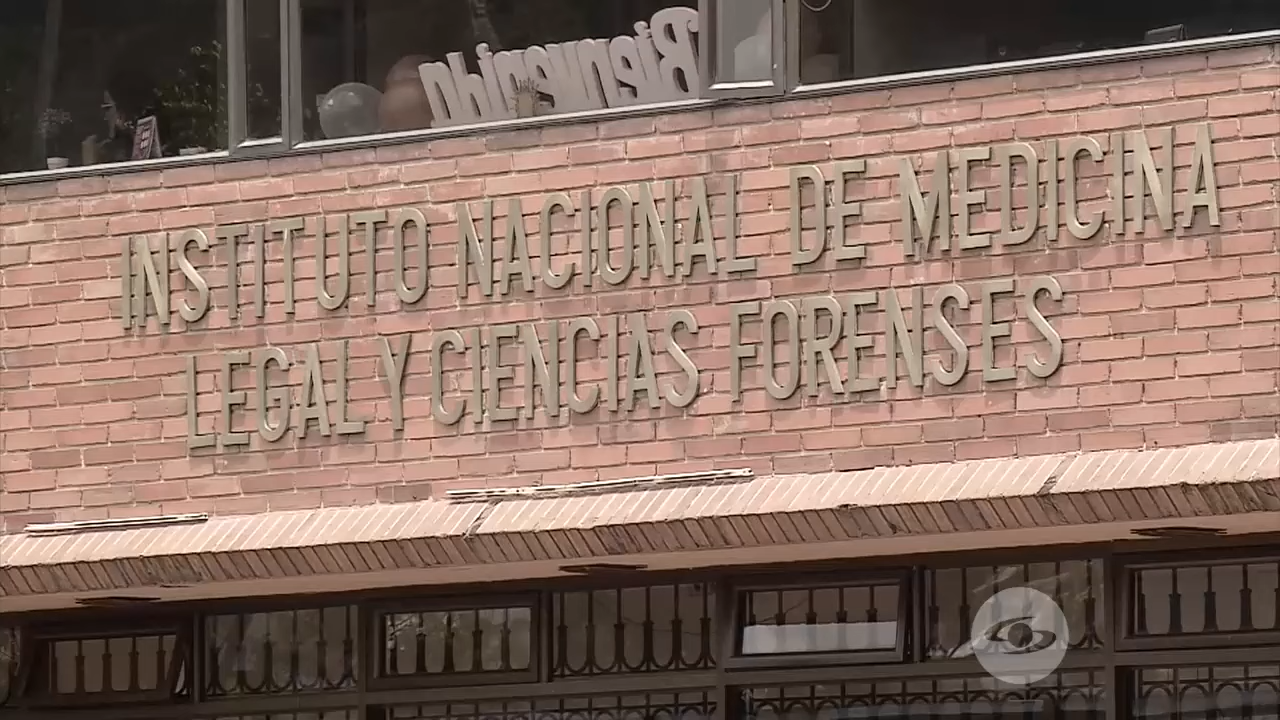 Bienvenido
INSTITUTO NACIONAL DE MEDICINA
LEGAL Y CIENCIAS FORENSES